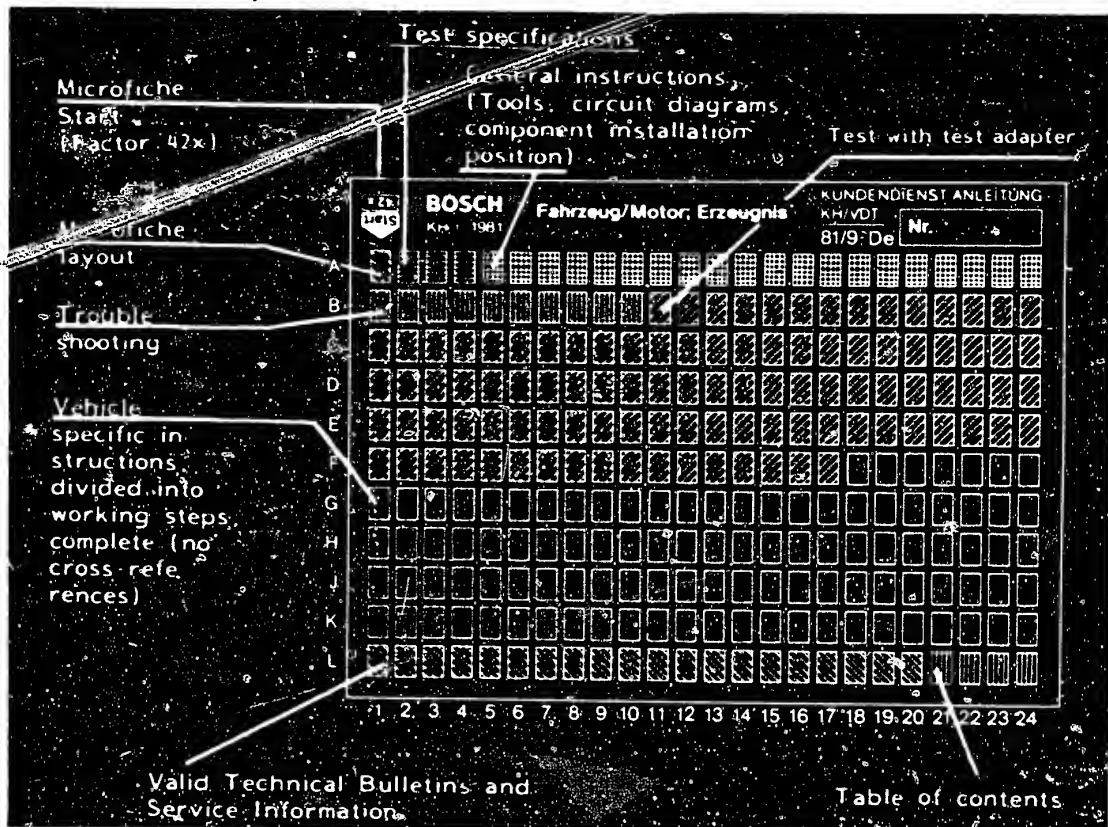 Test specifications
General instructions,
(Tools, circuit diagrams,
component installation
position)
Test with test adapter
Microfiche
Start
(Factor 42x)
Microfiche
layout
Trouble
shooting
Vehicle
specific in
structions
divided into
working steps
complete (no
cross refe
rences)
Start
42x
BOSCH
KH 1981
Fahrzeug/Motor; Erzeugnis
KUNDENDIENST ANLEITUNG
KH/VDT
81/9 De
Nr.
A
B
C
D
E
F
G
H
J
K
L
1 2 3 4 5 6 7 8 9 10 11 12 13 14 15 16 17 18 19 20 21 22 23 24
Valid Technical Bulletins and
Service Information
Table of contents